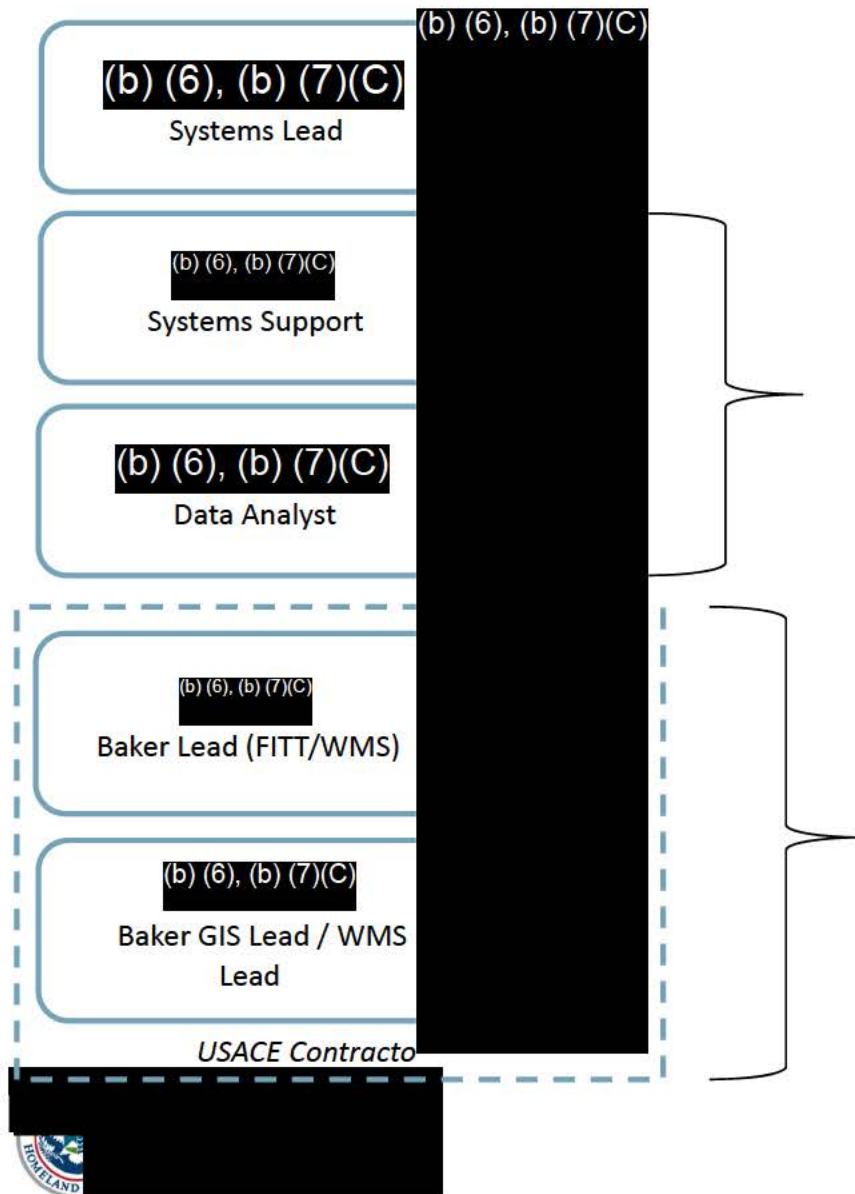 (b) (6), (b) (7)(C)
(b) (6), (b) (7)(C)
Systems Lead
(b) (6), (b) (7)(C)
Systems Support
(b) (6), (b) (7)(C)
Data Analyst
(b) (6), (b) (7)(C)
Baker Lead (FITT/WMS)
(b) (6), (b) (7)(C)
Baker GIS Lead / WMS
Lead
USACE Contracto
HOMELAND